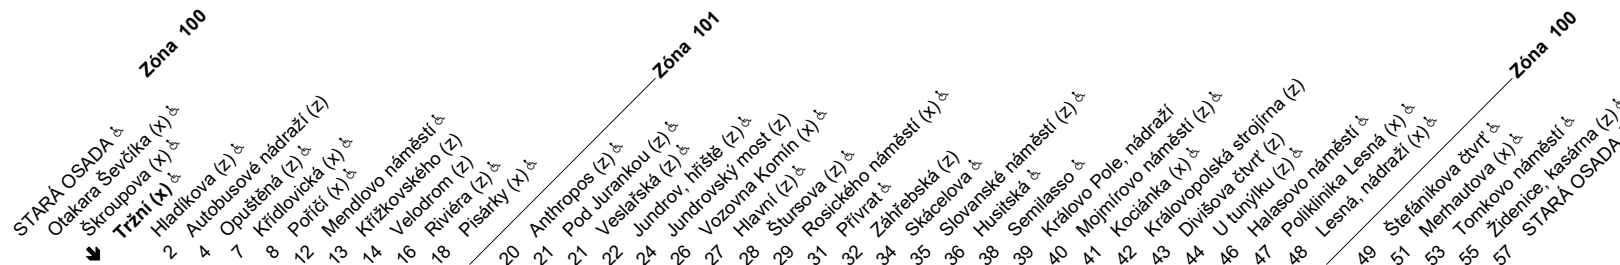 Zóna 100
STARÁ OSADA
Otakara Ševčíka (x)
Škroupova (x)
Tržní (x)
Hladíkova (z)
2 Autobusové nádraží (z)
4 Opuštěná (z)
7 Křídlovická (x)
8 Poříčí (x)
12 Mendlovo náměstí
13 Křížkovského (z)
14 Velodrom (z)
16 Riviéra (z)
18 Pisárky (x)
Zóna 101
20 Anthropos (z)
21 Pod Jurankou (z)
21 Veslařská (z)
22 Jundrov, hřiště (z)
24 Jundrovský most (z)
26 Vozovna Komín (x)
27 Hlavní (z)
28 Štursova (z)
29 Rosického náměstí (x)
31 Přívrat
32 Záhřebská (z)
34 Skácelova
35 Slovanské náměstí (z)
36 Husitská
38 Semilasso
39 Královo Pole, nádraží
40 Mojmírovo náměstí (z)
41 Kociánka (x)
42 Královopolská strojírna (z)
43 Divišova čtvrť (z)
44 U tunýlku (z)
46 Halasovo náměstí
47 Poliklinika Lesná (x)
48 Lesná, nádraží (x)
Zóna 100
49 Štefánikova čtvrť
51 Merhautova (x)
53 Tomkovo náměstí
55 Židenice, kasárna (z)
57 STARÁ OSADA